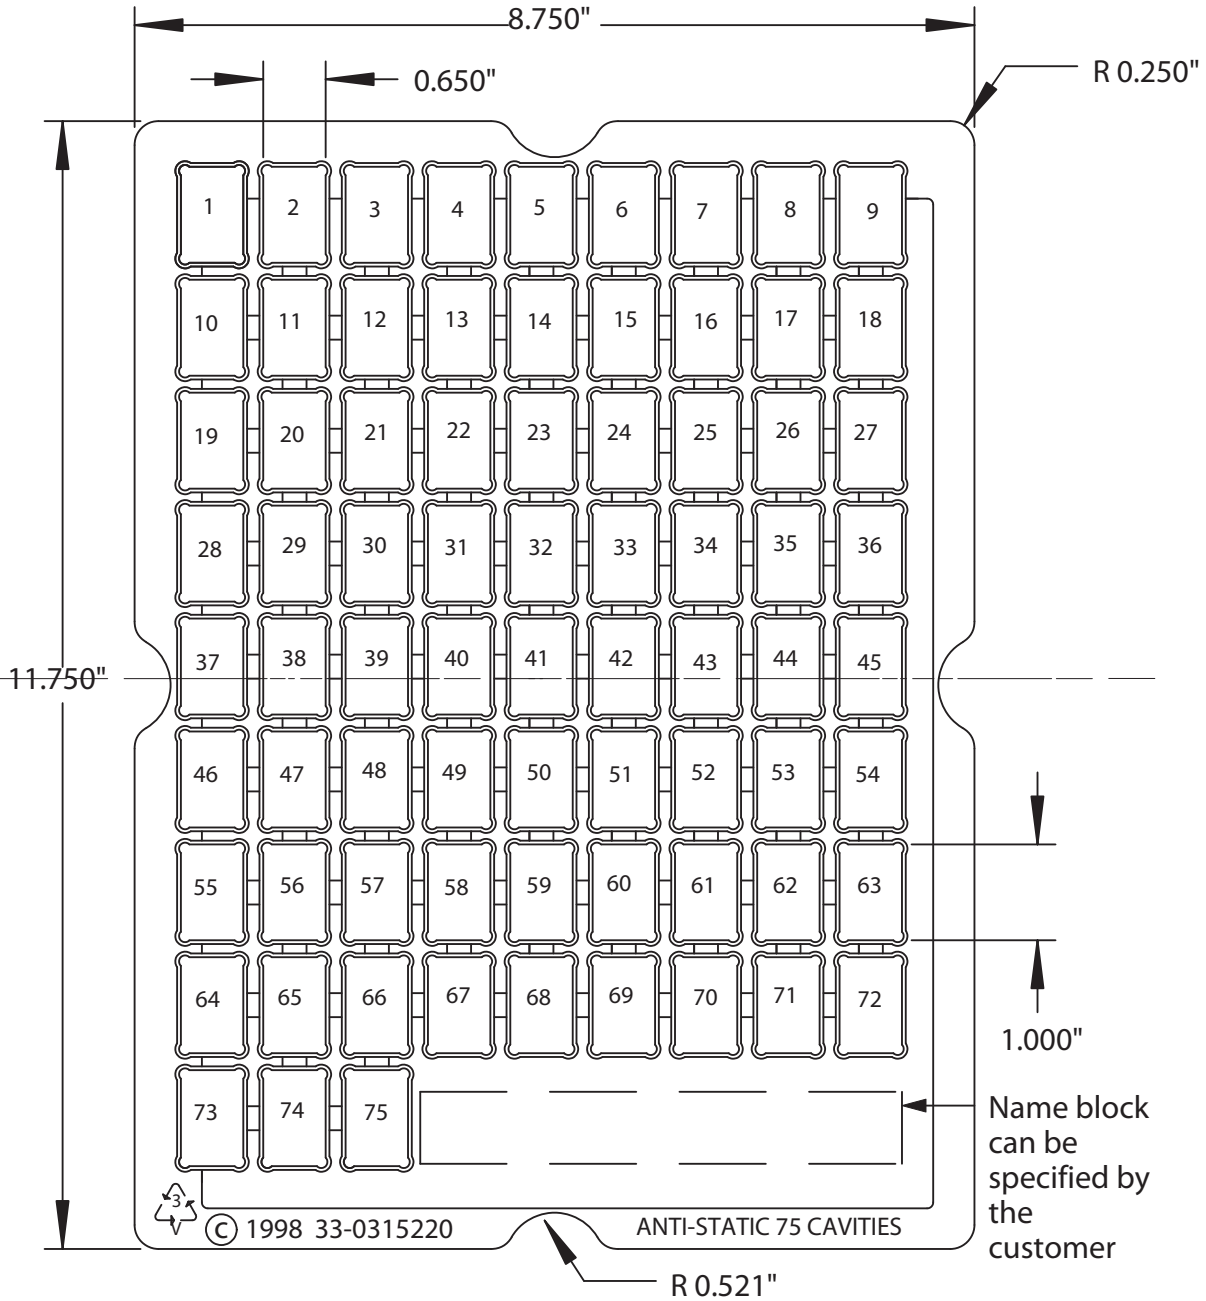 8.750"
0.650"
R 0.250"
1 2 3 4 5 6 7 8 9
10 11 12 13 14 15 16 17 18
19 20 21 22 23 24 25 26 27
28 29 30 31 32 33 34 35 36
37 38 39 40 41 42 43 44 45
11.750"
46 47 48 49 50 51 52 53 54
55 56 57 58 59 60 61 62 63
64 65 66 67 68 69 70 71 72
1.000"
73 74 75
Name block
can be
specified by
the
customer
3
© 1998 33-0315220
ANTI-STATIC 75 CAVITIES
R 0.521"